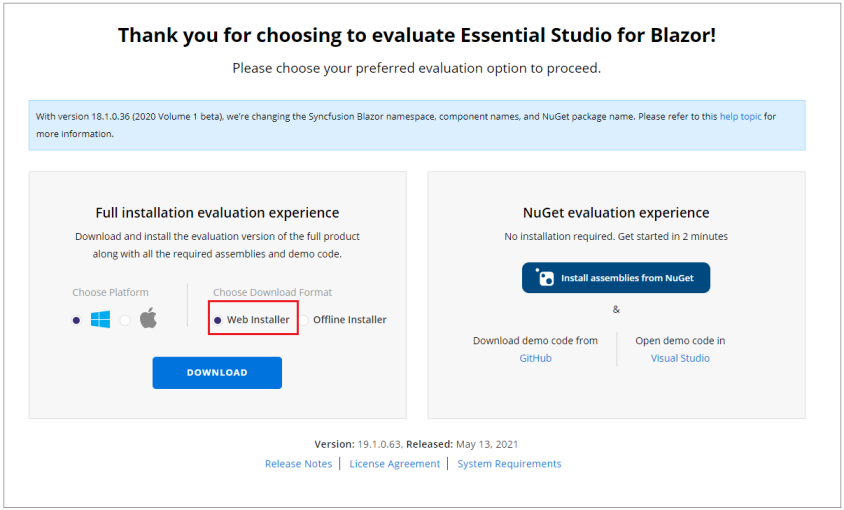 Thank you for choosing to evaluate Essential Studio for Blazor!
Please choose your preferred evaluation option to proceed.
With version 18.1.0.36 (2020 Volume 1 beta), we're changing the Syncfusion Blazor namespace, component names, and NuGet package name. Please refer to this help topic for
more information.
Full installation evaluation experience
Download and install the evaluation version of the full product
along with all the required assemblies and demo code.
Choose Platform
Choose Download Format
Web Installer
Offline Installer
DOWNLOAD
NuGet evaluation experience
No installation required. Get started in 2 minutes
Install assemblies from NuGet
&
Download demo code from
GitHub
Open demo code in
Visual Studio
Version: 19.1.0.63, Released: May 13, 2021
Release Notes | License Agreement | System Requirements